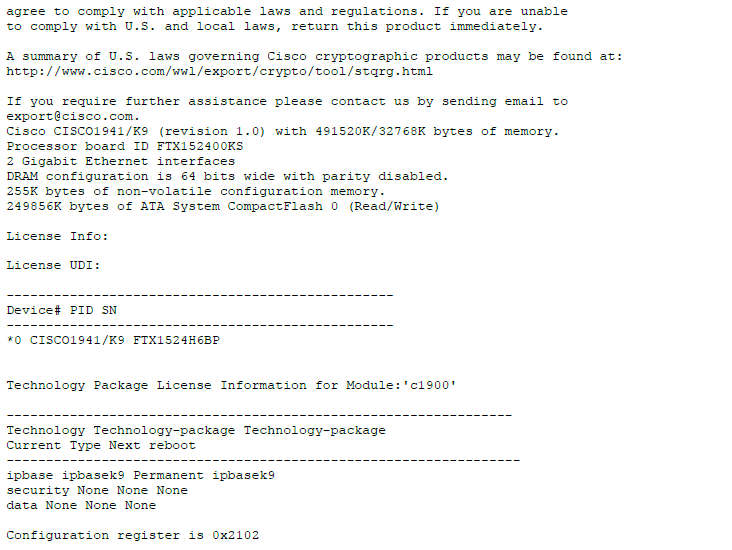 agree to comply with applicable laws and regulations. If you are unable
to comply with U.S. and local laws, return this product immediately.
A summary of U.S. laws governing Cisco cryptographic products may be found at:
http://www.cisco.com/wwl/export/crypto/tool/stqrg.html
If you require further assistance please contact us by sending email to
export@cisco.com.
Cisco CISCO1941/K9 (revision 1.0) with 491520K/32768K bytes of memory.
Processor board ID FTX152400KS
2 Gigabit Ethernet interfaces
DRAM configuration is 64 bits wide with parity disabled.
255K bytes of non-volatile configuration memory.
249856K bytes of ATA System CompactFlash 0 (Read/Write)
License Info:
License UDI:
-------------------------------------------------
Device# PID SN
-------------------------------------------------
*0 CISCO1941/K9 FTX1524H6BP
Technology Package License Information for Module:'c1900'
----------------------------------------------------------------
Technology Technology-package Technology-package
Current Type Next reboot
-----------------------------------------------------------------
ipbase ipbasek9 Permanent ipbasek9
security None None None
data None None None
Configuration register is 0x2102